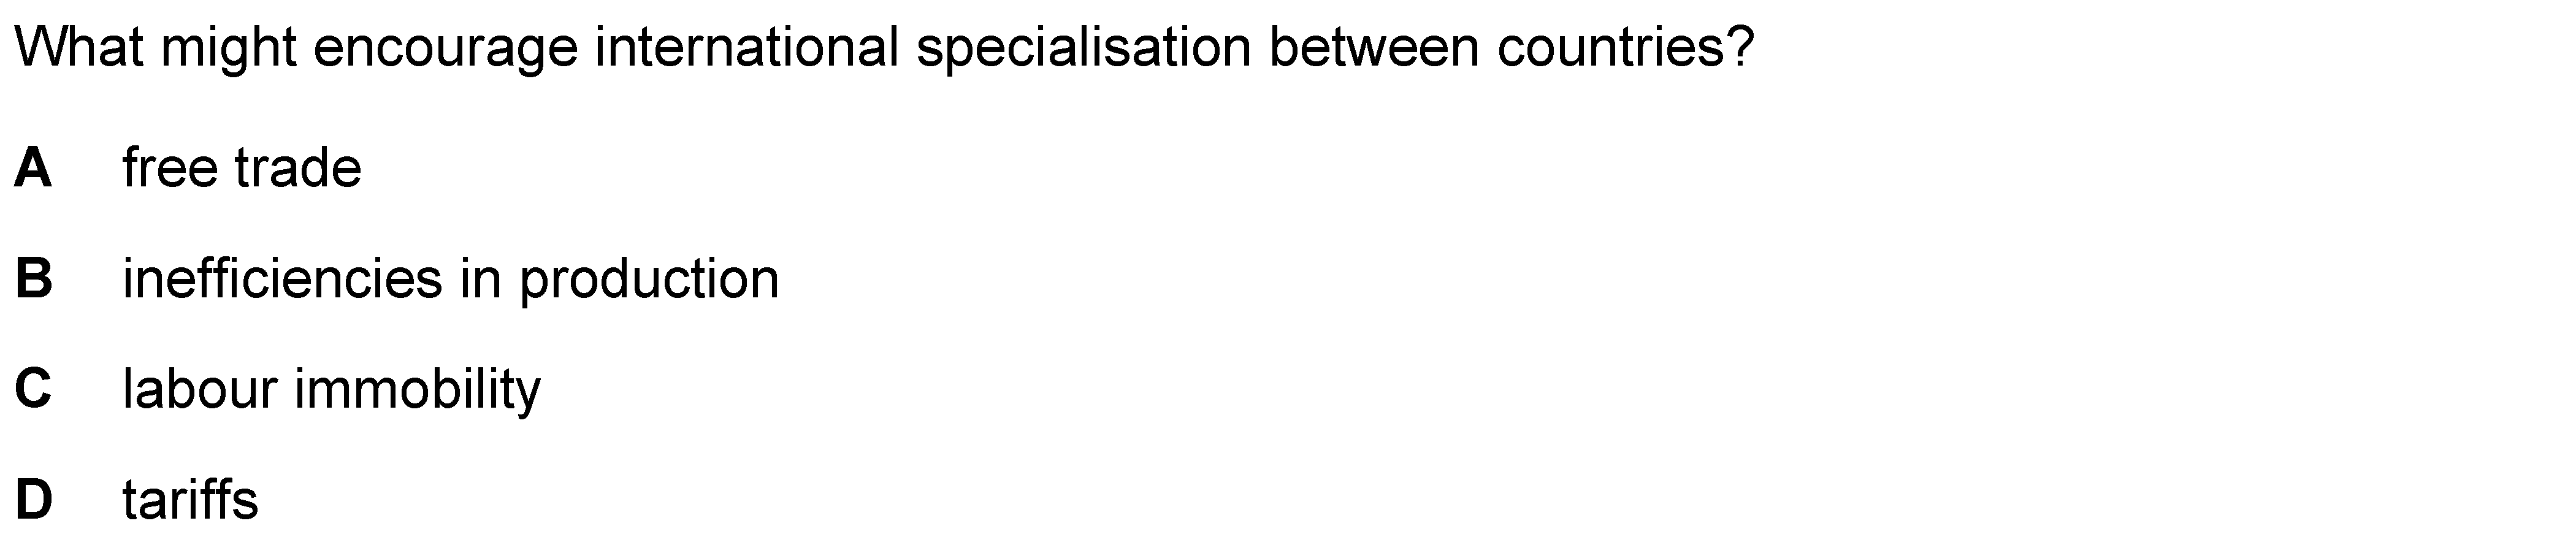 What might encourage international specialisation between countries?
A free trade
B inefficiencies in production
C labour immobility
D tariffs